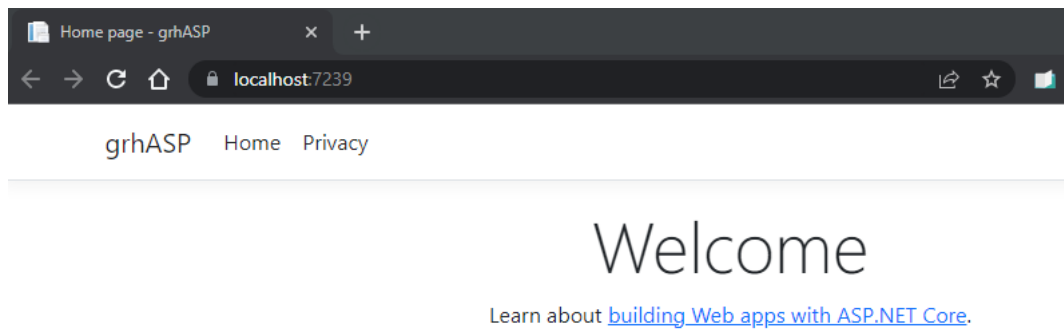 Home page - grhASP
localhost:7239
grhASP Home Privacy
Welcome
Learn about building Web apps with ASP.NET Core.